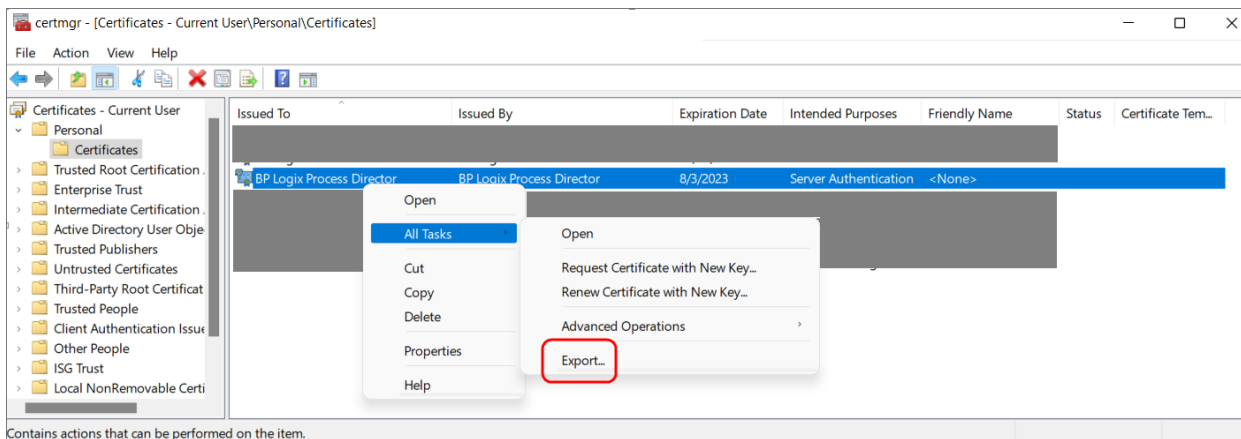 certmgr - [Certificates - Current User\Personal\Certificates]
File Action View Help
Certificates - Current User
Personal
Certificates
Trusted Root Certification
Enterprise Trust
Intermediate Certification
Active Directory User Obje
Trusted Publishers
Untrusted Certificates
Third-Party Root Certificat
Trusted People
Client Authentication Issue
Other People
ISG Trust
Local NonRemovable Certi
Issued To Issued By Expiration Date Intended Purposes Friendly Name Status Certificate Tem...
BP Logix Process Director BP Logix Process Director 8/3/2023 Server Authentication <None>
Open
All Tasks
Cut
Copy
Delete
Properties
Help
Open
Request Certificate with New Key...
Renew Certificate with New Key...
Advanced Operations
Export...
Contains actions that can be performed on the item.